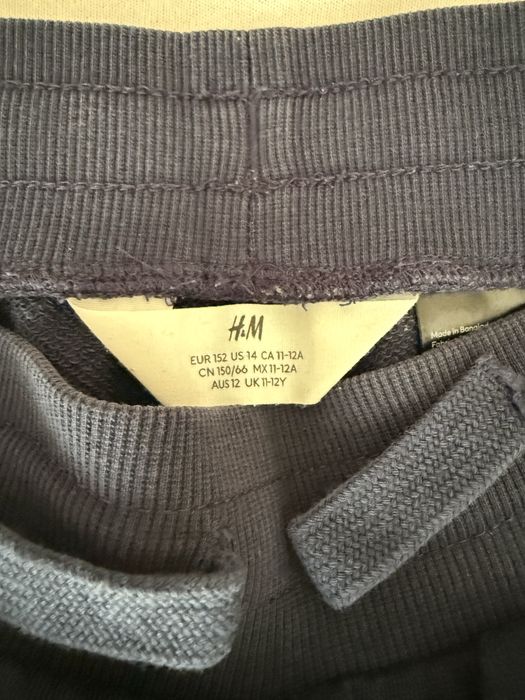 H&M
EUR 152 US 14 CA 11-12A
CN 150/66 MX 11-12A
AUS 12 UK 11-12Y
Made in